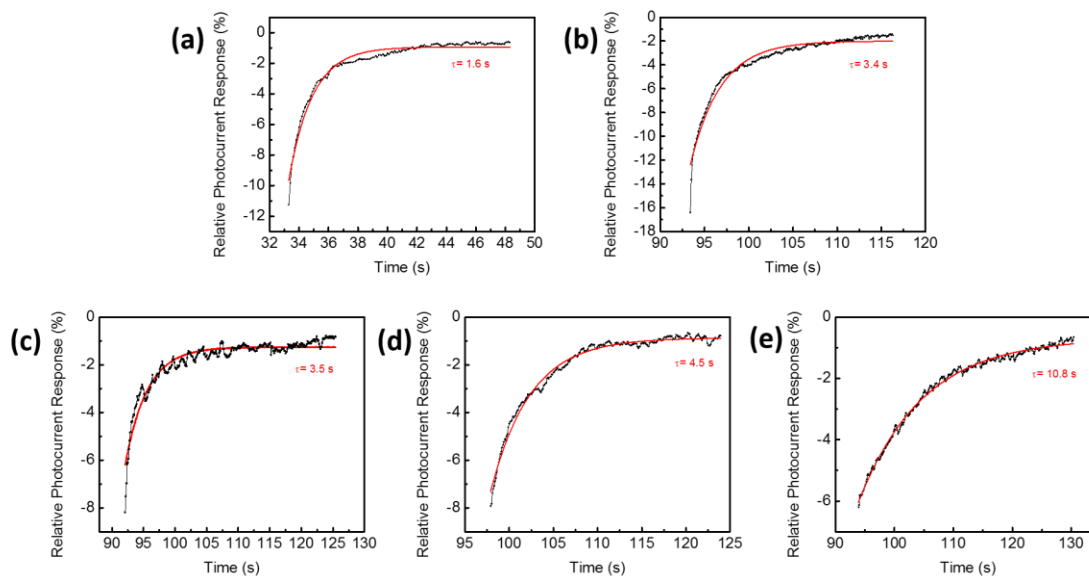 (a)
Relative Photocurrent Response (%)
0
-2
-4
-6
-8
-10
-12
τ= 1.6 s
32 34 36 38 40 42 44 46 48 50
Time (s)
(b)
Relative Photocurrent Response (%)
0
-2
-4
-6
-8
-10
-12
-14
-16
-18
τ= 3.4 s
90 95 100 105 110 115 120
Time (s)
(c)
Relative Photocurrent Response (%)
0
-2
-4
-6
-8
τ= 3.5 s
90 95 100 105 110 115 120 125 130
Time (s)
(d)
Relative Photocurrent Response (%)
0
-2
-4
-6
-8
τ= 4.5 s
95 100 105 110 115 120 125
Time (s)
(e)
Relative Photocurrent Response (%)
0
-2
-4
-6
τ= 10.8 s
90 100 110 120 130
Time (s)